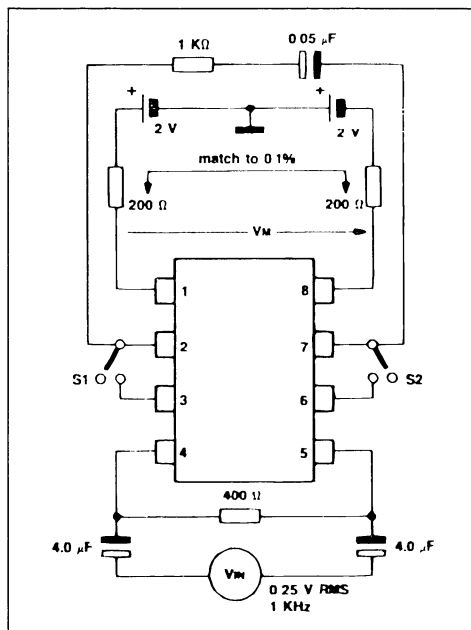 1 KΩ
0.05 μF
+
+
2 V
2 V
match to 0.1%
200 Ω
200 Ω
VM
1
8
2
7
S1
S2
3
6
4
5
400 Ω
4.0 μF
4.0 μF
VIN
0.25 V RMS
1 KHz